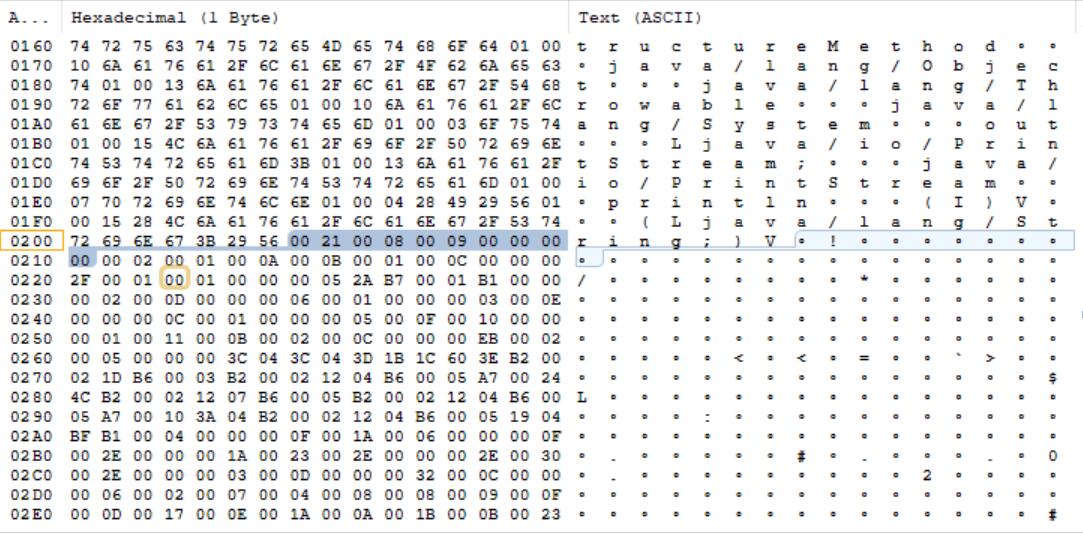 A... Hexadecimal (1 Byte) Text (ASCII)
0160 74 72 75 63 74 75 72 65 4D 65 74 68 6F 64 01 00 t r u c t u r e M e t h o d ∘ ∘
0170 10 6A 61 76 61 2F 6C 61 6E 67 2F 4F 62 6A 65 63 ∘ j a v a / l a n g / O b j e c
0180 74 01 00 13 6A 61 76 61 2F 6C 61 6E 67 2F 54 68 t ∘ ∘ ∘ j a v a / l a n g / T h
0190 72 6F 77 61 62 6C 65 01 00 10 6A 61 76 61 2F 6C r o w a b l e ∘ ∘ ∘ j a v a / l
01A0 61 6E 67 2F 53 79 73 74 65 6D 01 00 03 6F 75 74 a n g / S y s t e m ∘ ∘ ∘ o u t
01B0 01 00 15 4C 6A 61 76 61 2F 69 6F 2F 50 72 69 6E ∘ ∘ ∘ L j a v a / i o / P r i n
01C0 74 53 74 72 65 61 6D 3B 01 00 13 6A 61 76 61 2F t S t r e a m ; ∘ ∘ ∘ j a v a /
01D0 69 6F 2F 50 72 69 6E 74 53 74 72 65 61 6D 01 00 i o / P r i n t S t r e a m ∘ ∘
01E0 07 70 72 69 6E 74 6C 6E 01 00 04 28 49 29 56 01 ∘ p r i n t l n ∘ ∘ ∘ ( I ) V ∘
01F0 00 15 28 4C 6A 61 76 61 2F 6C 61 6E 67 2F 53 74 ∘ ∘ ( L j a v a / l a n g / S t
0200 72 69 6E 67 3B 29 56 00 21 00 08 00 09 00 00 00 r i n g ; ) V ∘ ! ∘ ∘ ∘ ∘ ∘ ∘ ∘
0210 00 00 02 00 01 00 0A 00 0B 00 01 00 0C 00 00 00 ∘ ∘ ∘ ∘ ∘ ∘ ∘ ∘ ∘ ∘ ∘ ∘ ∘ ∘ ∘ ∘
0220 2F 00 01 00 01 00 00 00 05 2A B7 00 01 B1 00 00 / ∘ ∘ ∘ ∘ ∘ ∘ ∘ ∘ * ∘ ∘ ∘ ∘ ∘ ∘
0230 00 02 00 0D 00 00 00 06 00 01 00 00 00 03 00 0E ∘ ∘ ∘ ∘ ∘ ∘ ∘ ∘ ∘ ∘ ∘ ∘ ∘ ∘ ∘ ∘
0240 00 00 00 0C 00 01 00 00 00 05 00 0F 00 10 00 00 ∘ ∘ ∘ ∘ ∘ ∘ ∘ ∘ ∘ ∘ ∘ ∘ ∘ ∘ ∘ ∘
0250 00 01 00 11 00 0B 00 02 00 0C 00 00 00 EB 00 02 ∘ ∘ ∘ ∘ ∘ ∘ ∘ ∘ ∘ ∘ ∘ ∘ ∘ ∘ ∘ ∘
0260 00 05 00 00 00 3C 04 3C 04 3D 1B 1C 60 3E B2 00 ∘ ∘ ∘ ∘ ∘ < ∘ < ∘ = ∘ ∘ ` > ∘ ∘
0270 02 1D B6 00 03 B2 00 02 12 04 B6 00 05 A7 00 24 ∘ ∘ ∘ ∘ ∘ ∘ ∘ ∘ ∘ ∘ ∘ ∘ ∘ ∘ ∘ $
0280 4C B2 00 02 12 07 B6 00 05 B2 00 02 12 04 B6 00 L ∘ ∘ ∘ ∘ ∘ ∘ ∘ ∘ ∘ ∘ ∘ ∘ ∘ ∘ ∘
0290 05 A7 00 10 3A 04 B2 00 02 12 04 B6 00 05 19 04 ∘ ∘ ∘ ∘ : ∘ ∘ ∘ ∘ ∘ ∘ ∘ ∘ ∘ ∘ ∘
02A0 BF B1 00 04 00 00 00 0F 00 1A 00 06 00 00 00 0F ∘ ∘ ∘ ∘ ∘ ∘ ∘ ∘ ∘ ∘ ∘ ∘ ∘ ∘ ∘ ∘
02B0 00 2E 00 00 00 1A 00 23 00 2E 00 00 00 2E 00 30 ∘ . ∘ ∘ ∘ ∘ ∘ # ∘ . ∘ ∘ ∘ . ∘ 0
02C0 00 2E 00 00 00 03 00 0D 00 00 00 32 00 0C 00 00 ∘ . ∘ ∘ ∘ ∘ ∘ ∘ ∘ ∘ ∘ 2 ∘ ∘ ∘ ∘
02D0 00 06 00 02 00 07 00 04 00 08 00 08 00 09 00 0F ∘ ∘ ∘ ∘ ∘ ∘ ∘ ∘ ∘ ∘ ∘ ∘ ∘ ∘ ∘ ∘
02E0 00 0D 00 17 00 0E 00 1A 00 0A 00 1B 00 0B 00 23 ∘ ∘ ∘ ∘ ∘ ∘ ∘ ∘ ∘ ∘ ∘ ∘ ∘ ∘ ∘ #